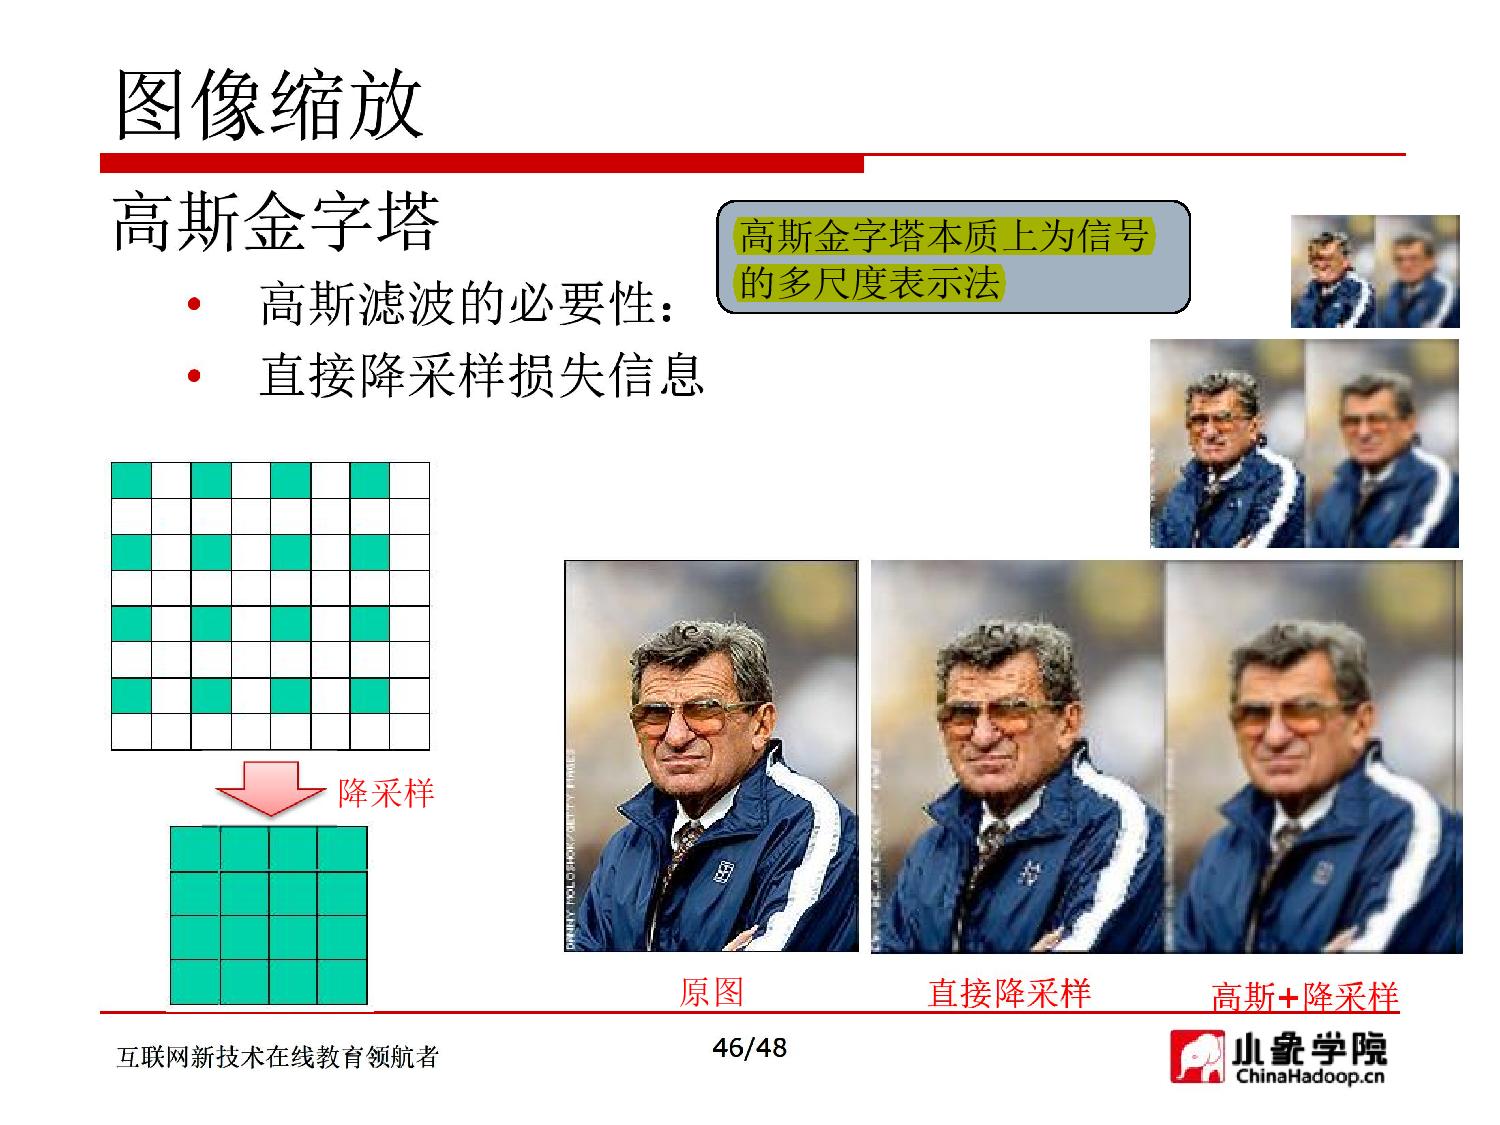 图像缩放
高斯金字塔
高斯金字塔本质上为信号
的多尺度表示法
• 高斯滤波的必要性：
• 直接降采样损失信息
降采样
原图
直接降采样
高斯+降采样
互联网新技术在线教育领航者
46/48
小象学院
ChinaHadoop.cn